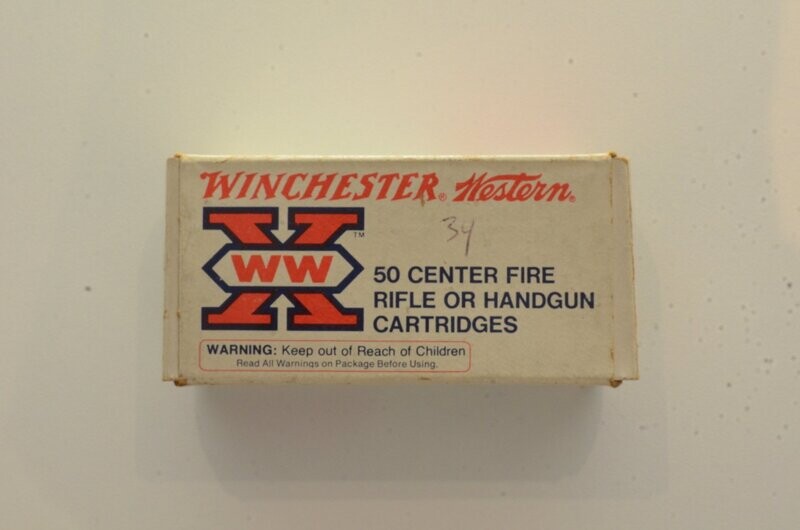 WINCHESTER® Western®
34
X™
WW
50 CENTER FIRE
RIFLE OR HANDGUN
CARTRIDGES
WARNING: Keep out of Reach of Children
Read All Warnings on Package Before Using.